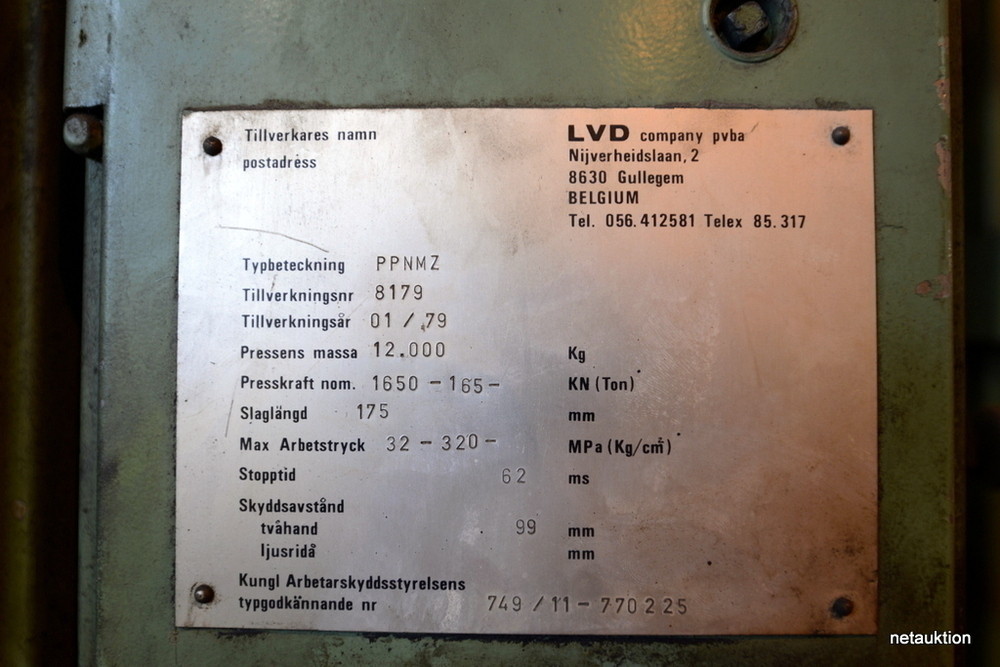 Tillverkares namn LVD company pvba
postadress Nijverheidslaan, 2
8630 Gullegem
BELGIUM
Tel. 056.412581 Telex 85.317
Typbeteckning PPNMZ
Tillverkningsnr 8179
Tillverkningsår 01 / 79
Pressens massa 12.000 Kg
Presskraft nom. 1650 - 165 - KN (Ton)
Slaglängd 175 mm
Max Arbetstryck 32 - 320 - MPa (Kg/cm²)
Stopptid 62 ms
Skyddsavstånd
tvåhand 99 mm
ljusridå mm
Kungl Arbetarskyddsstyrelsens
typgodkännande nr 749 / 11 - 770225
netauktion